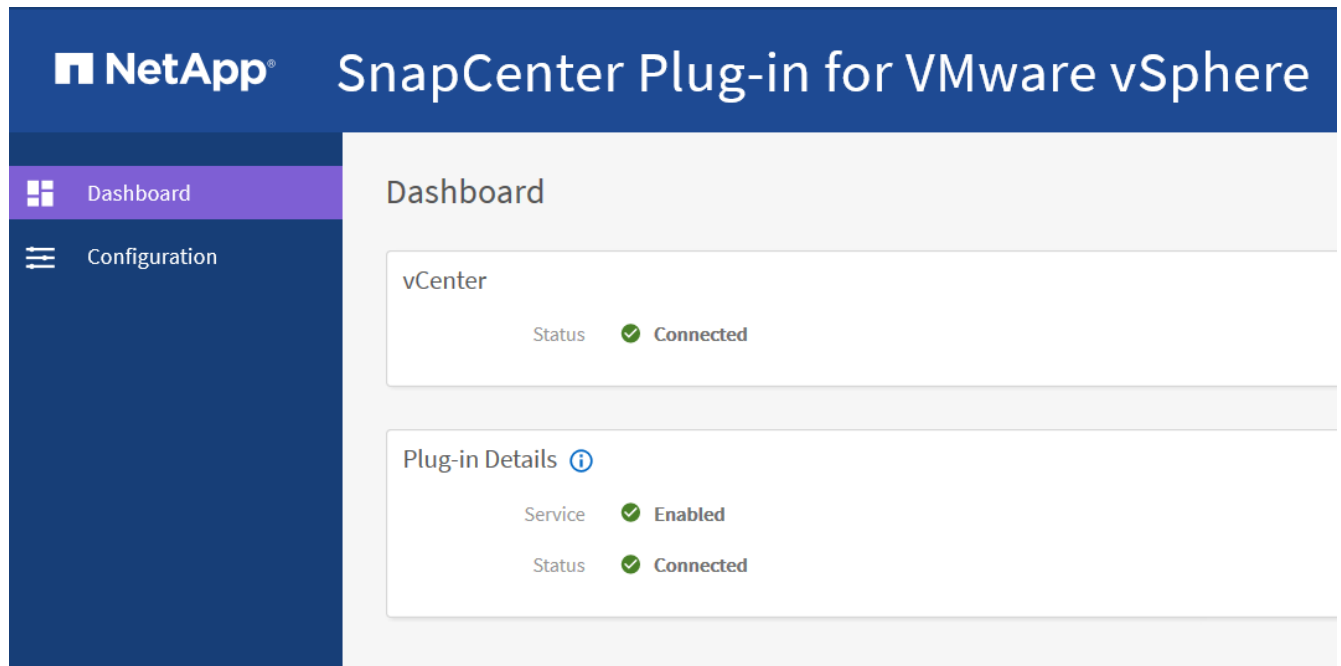 NetApp® SnapCenter Plug-in for VMware vSphere
Dashboard
Configuration
Dashboard
vCenter
Status Connected
Plug-in Details
Service Enabled
Status Connected